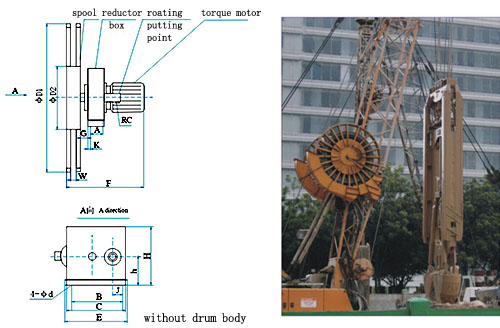 spool reductor roating torque motor
box putting
point
A
ΦD1
ΦD2
A
RC
G
K
W
F
A向 A direction
H
h
J
4-Φd
B
C
E
without drum body